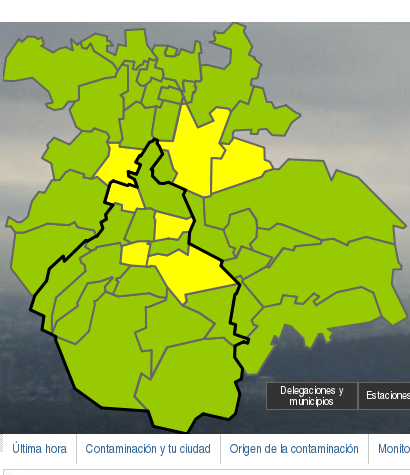 Delegaciones y
municipios
Estaciones
Última hora
Contaminación y tu ciudad
Origen de la contaminación
Monito